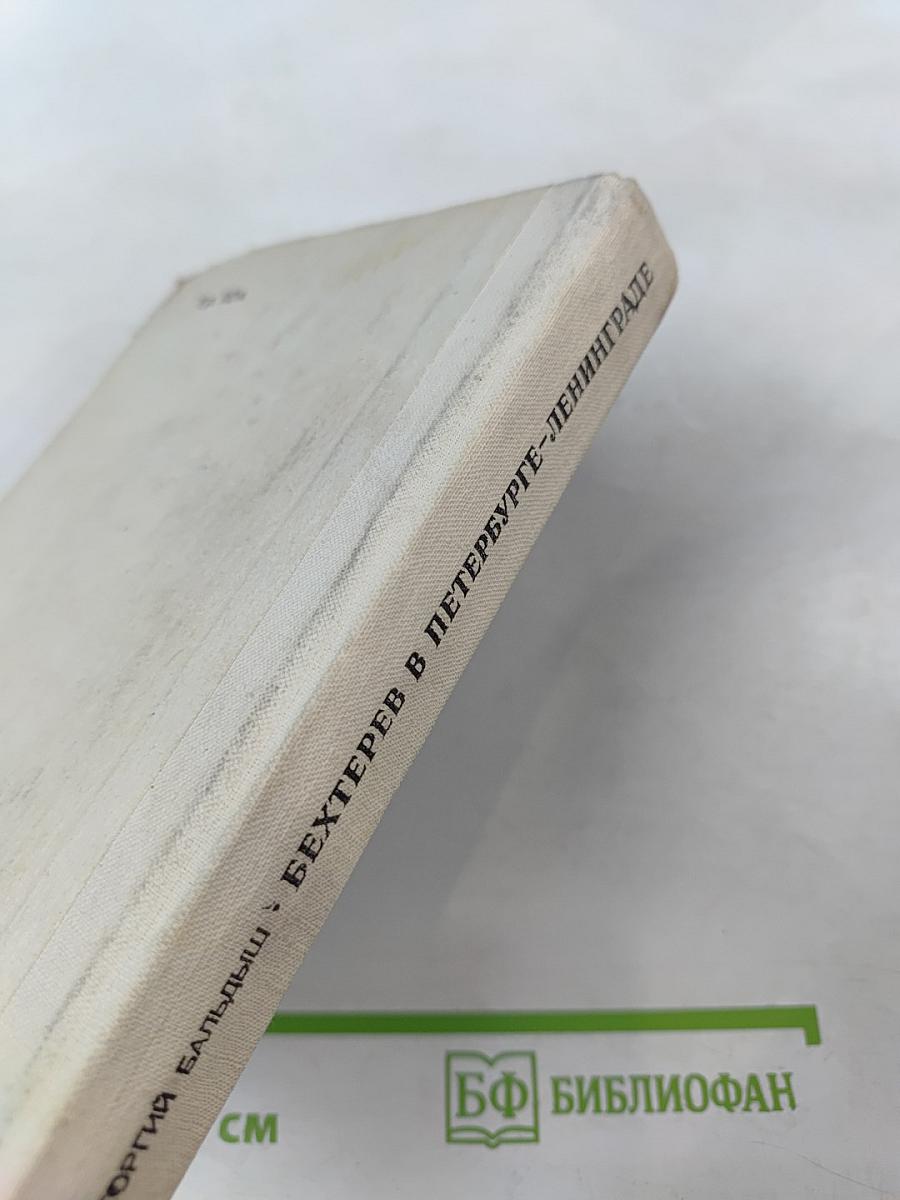 ОРГИЙ БАЛЬДЫШ БЕХТЕРЕВ В ПЕТЕРБУРГЕ-ЛЕНИНГРАДЕ
СМ
БФ БИБЛИОФАН